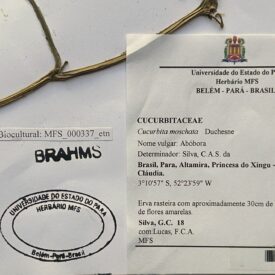 Universidade do Estado do Pará
Herbário MFS
BELÉM - PARÁ - BRASIL
CUCURBITACEAE
Cucurbita moschata Duchesne
Nome vulgar: Abóbora
Determinador: Silva, C.A.S. da
Brasil, Para, Altamira, Princesa do Xingu -
Cláudia.
3°10'57" S, 52°23'59" W
Erva rasteira com aproximadamente 30cm de
de flores amarelas.
Silva, G.C. 18
com Lucas, F.C.A.
MFS
Biocultural: MFS_000337_etn
BRAHMS
UNIVERSIDADE DO ESTADO DO PARÁ
HERBÁRIO MFS
Belém-Pará-Brasil